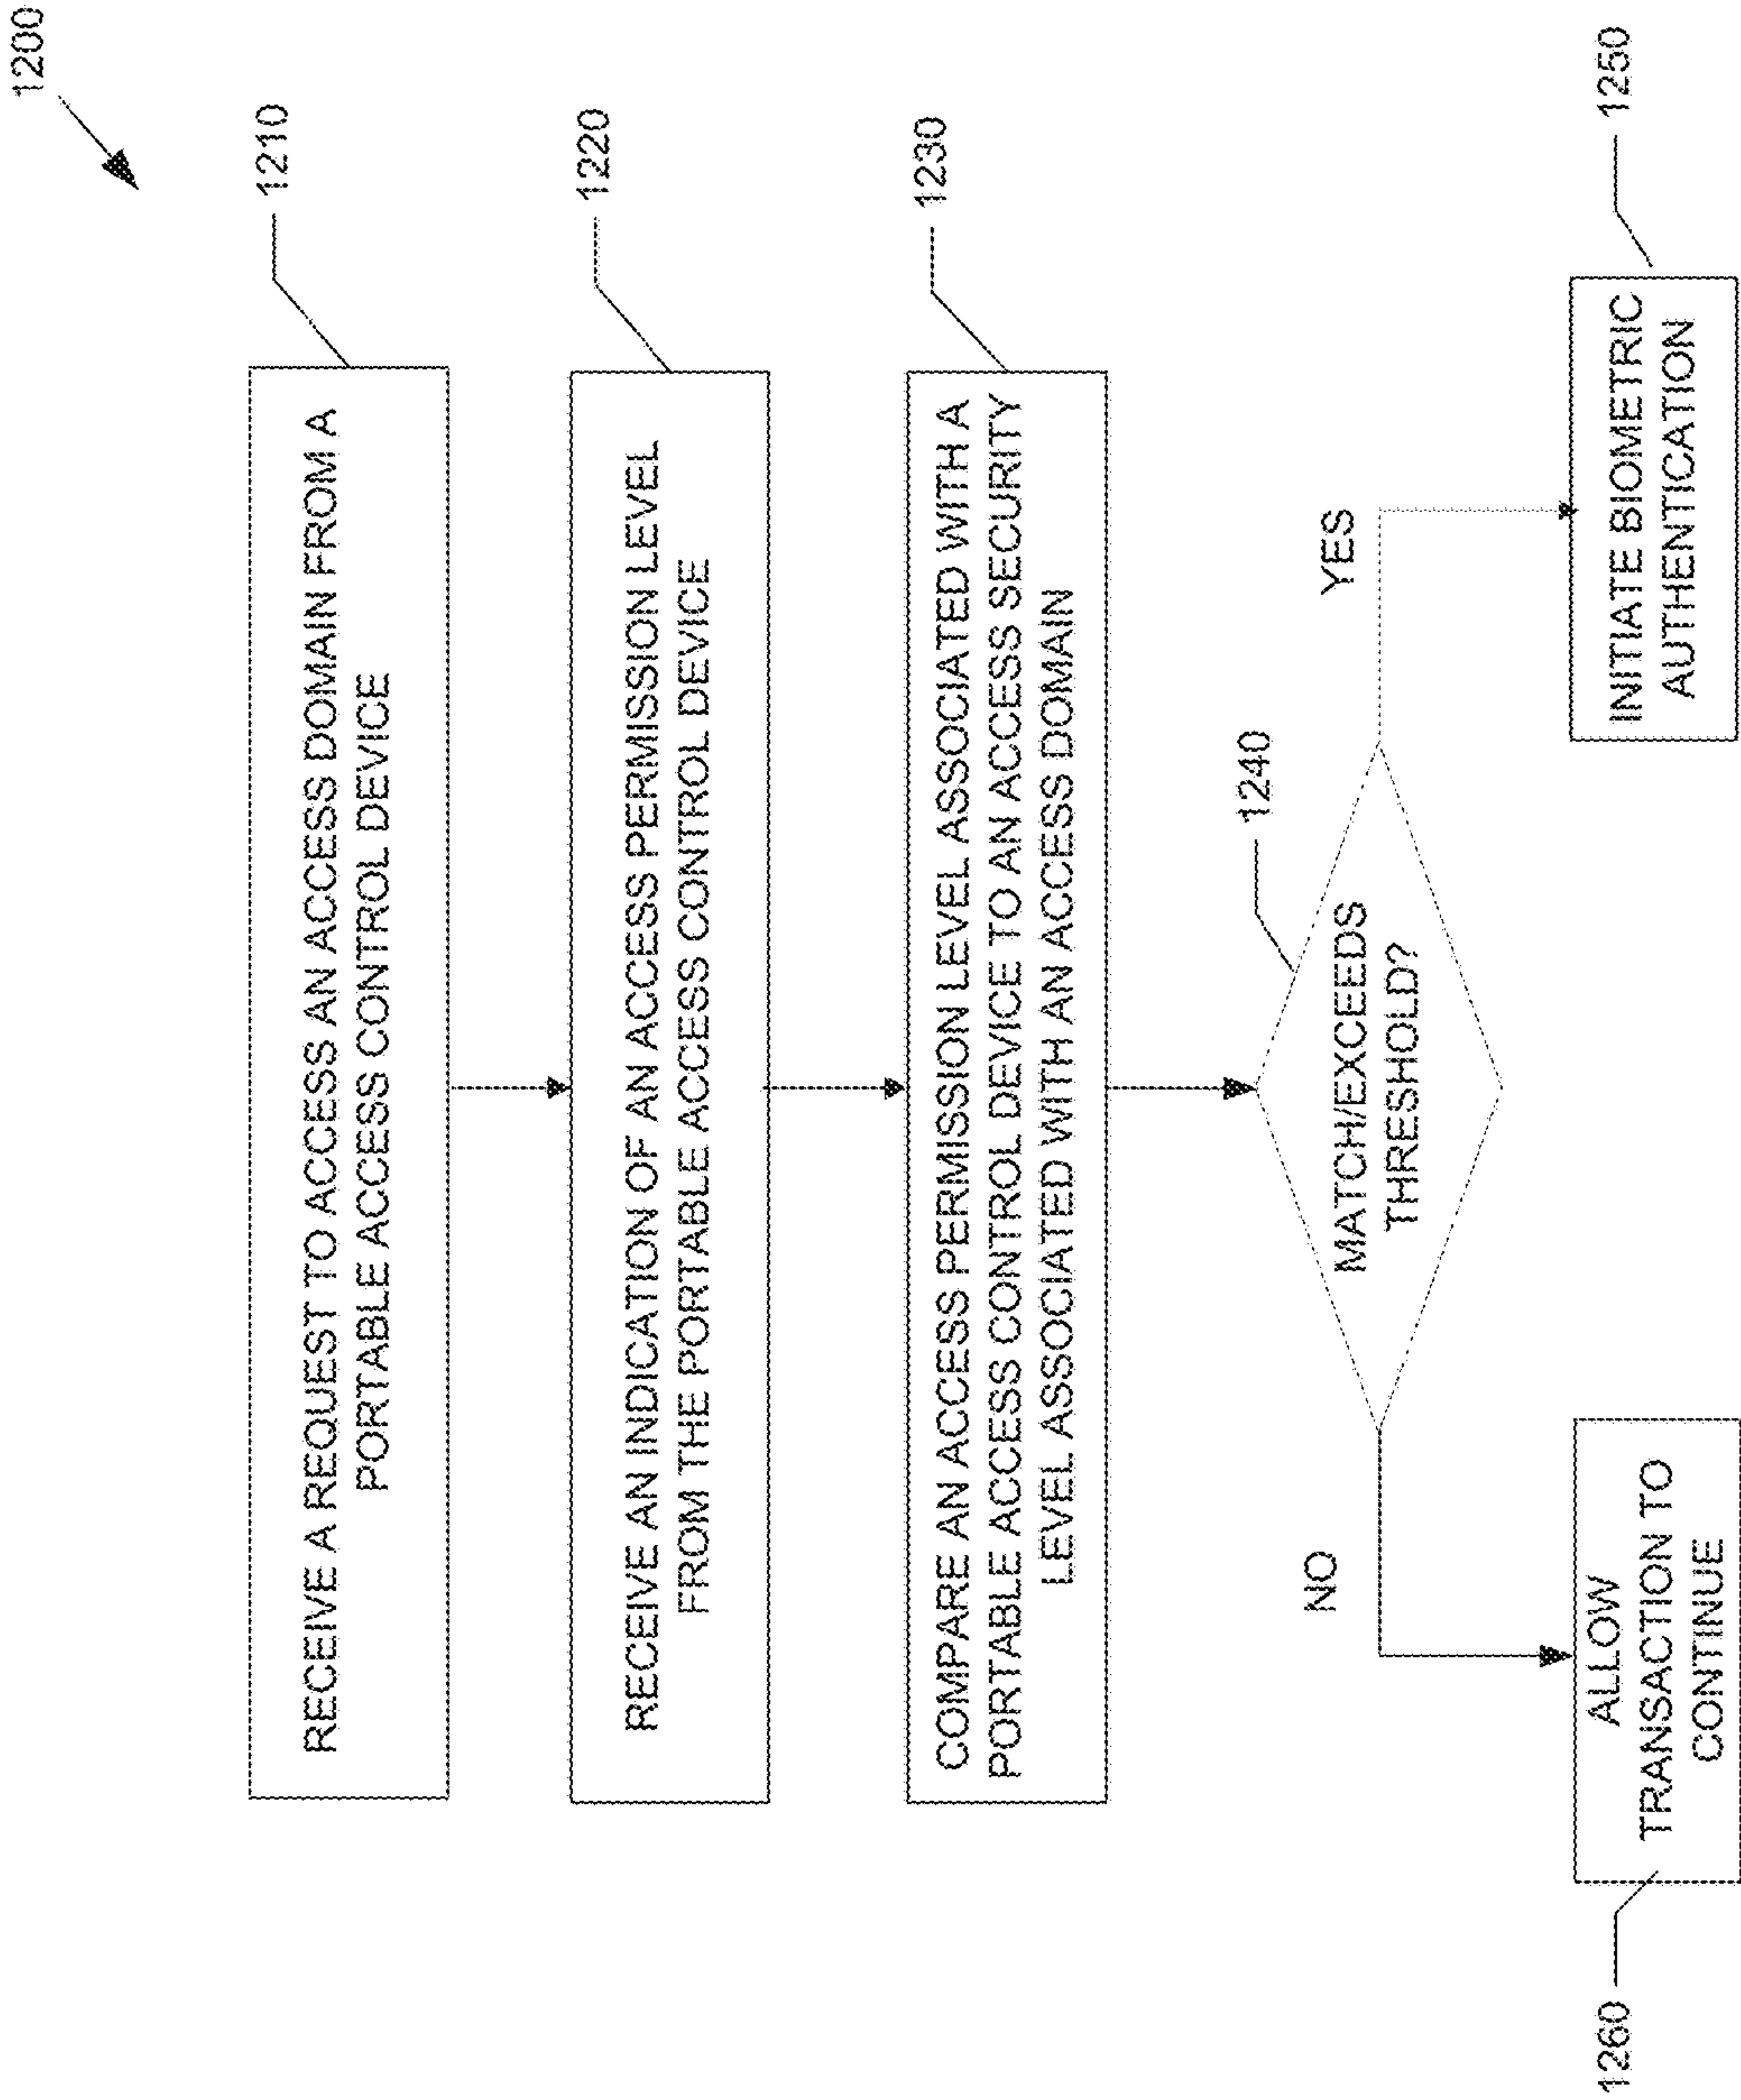 1200
1210
RECEIVE A REQUEST TO ACCESS AN ACCESS DOMAIN FROM A
PORTABLE ACCESS CONTROL DEVICE
1220
RECEIVE AN INDICATION OF AN ACCESS PERMISSION LEVEL
FROM THE PORTABLE ACCESS CONTROL DEVICE
1230
COMPARE AN ACCESS PERMISSION LEVEL ASSOCIATED WITH A
PORTABLE ACCESS CONTROL DEVICE TO AN ACCESS SECURITY
LEVEL ASSOCIATED WITH AN ACCESS DOMAIN
1240
MATCH/EXCEEDS
THRESHOLD?
NO
YES
1260
ALLOW
TRANSACTION TO
CONTINUE
1250
INITIATE BIOMETRIC
AUTHENTICATION